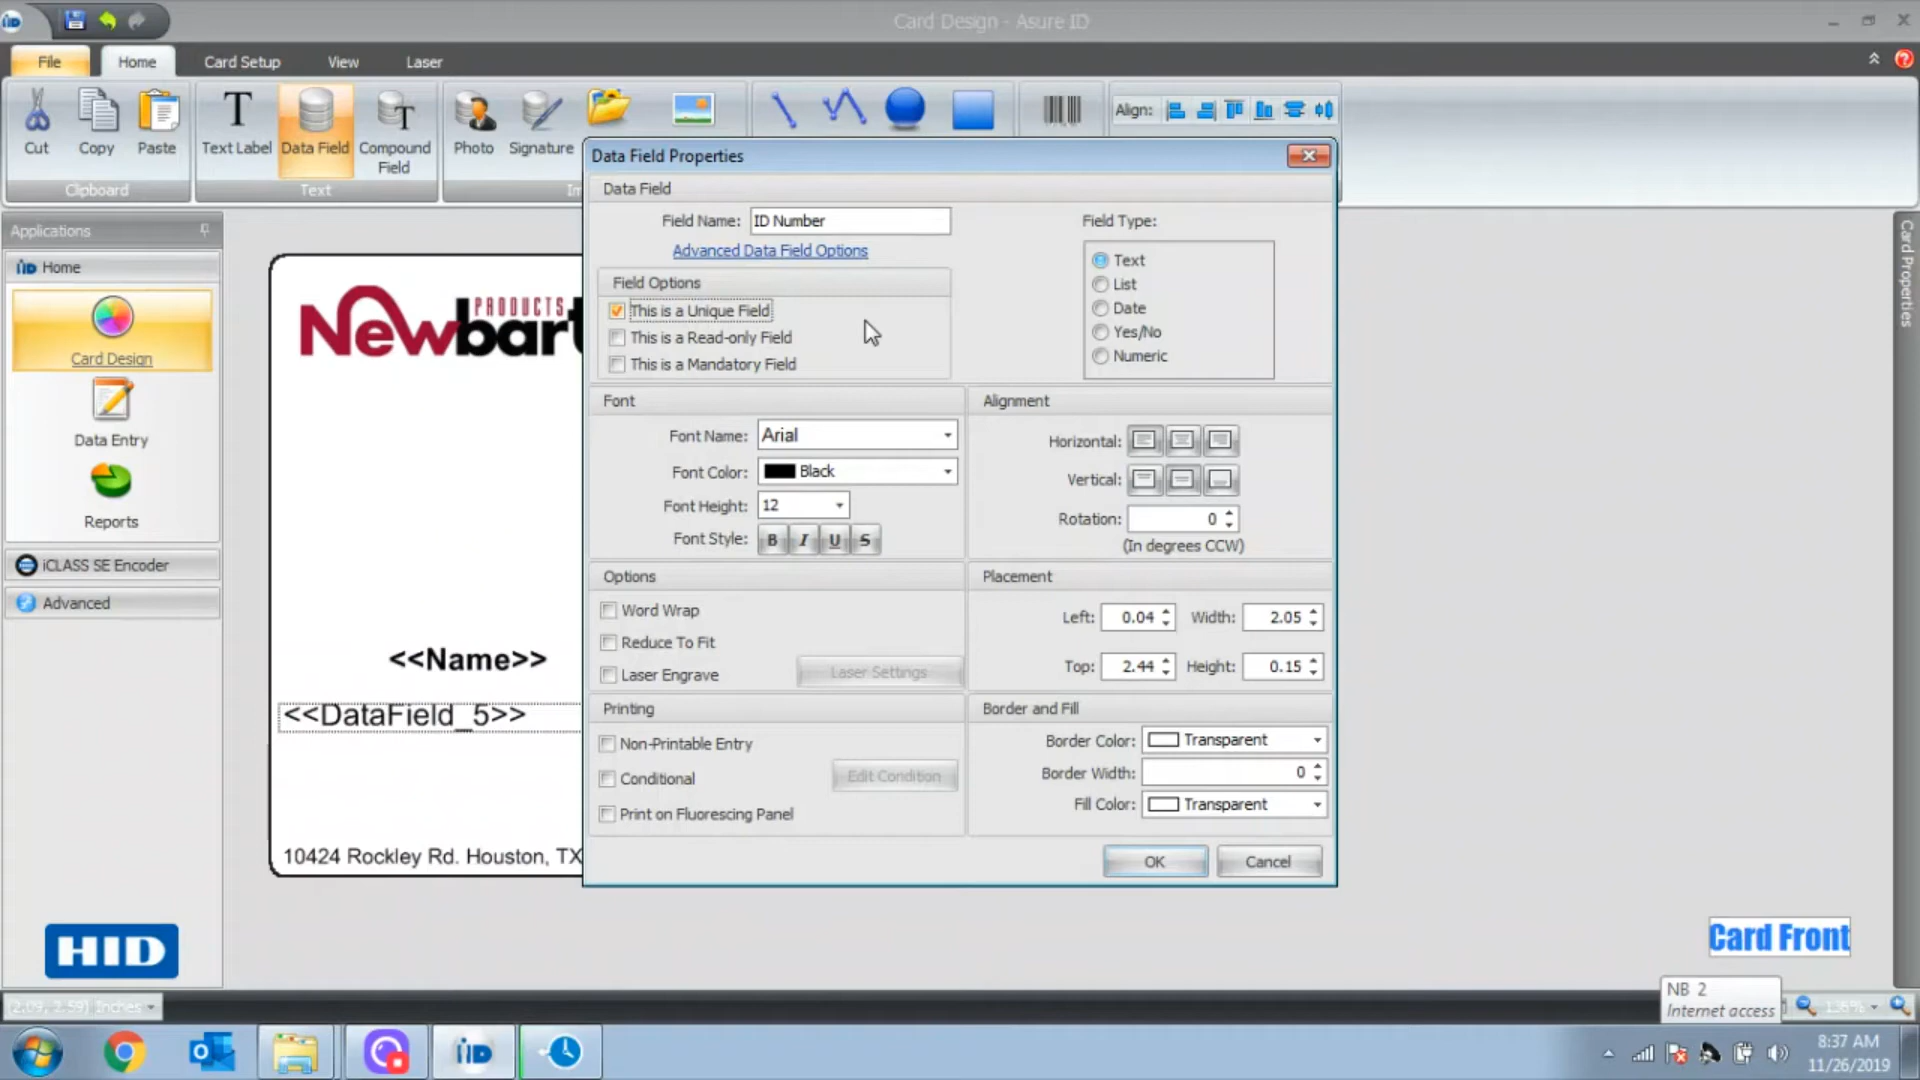 Card Design - Asure ID
File
Home
Card Setup
View
Laser
Cut
Copy
Paste
Clipboard
Text Label
Data Field
Compound
Field
Text
Photo
Signature
Align:
Applications
Home
Card Design
Data Entry
Reports
iCLASS SE Encoder
Advanced
HID
PRODUCTS
Newbart
<<Name>>
<<DataField_5>>
10424 Rockley Rd. Houston, TX
Data Field Properties
Data Field
Field Name: ID Number
Advanced Data Field Options
Field Options
This is a Unique Field
This is a Read-only Field
This is a Mandatory Field
Field Type:
Text
List
Date
Yes/No
Numeric
Font
Font Name: Arial
Font Color: Black
Font Height: 12
Font Style: B I U S
Alignment
Horizontal:
Vertical:
Rotation: 0
(In degrees CCW)
Options
Word Wrap
Reduce To Fit
Laser Engrave
Laser Settings
Placement
Left: 0.04 Width: 2.05
Top: 2.44 Height: 0.15
Printing
Non-Printable Entry
Conditional
Edit Condition
Print on Fluorescing Panel
Border and Fill
Border Color: Transparent
Border Width: 0
Fill Color: Transparent
OK
Cancel
Card Properties
Card Front
NB 2
Internet access
(2.09, 2.59) Inches
136%
8:37 AM
11/26/2019